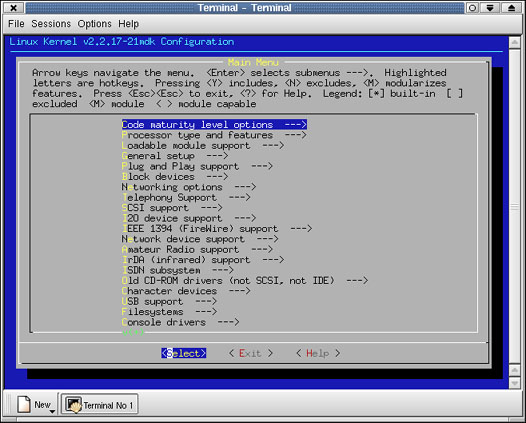 Terminal - Terminal
File Sessions Options Help
Linux Kernel v2.2.17-21mdk Configuration
Main Menu
Arrow keys navigate the menu. <Enter> selects submenus --->. Highlighted
letters are hotkeys. Pressing <Y> includes, <N> excludes, <M> modularizes
features. Press <Esc><Esc> to exit, <?> for Help. Legend: [*] built-in [ ]
excluded <M> module < > module capable
Code maturity level options --->
Processor type and features --->
Loadable module support --->
General setup --->
Plug and Play support --->
Block devices --->
Networking options --->
Telephony Support --->
SCSI support --->
I2O device support --->
IEEE 1394 (FireWire) support --->
Network device support --->
Amateur Radio support --->
IrDA (infrared) support --->
ISDN subsystem --->
Old CD-ROM drivers (not SCSI, not IDE) --->
Character devices --->
USB support --->
Filesystems --->
Console drivers --->
<Select> < Exit > < Help >
New Terminal No 1